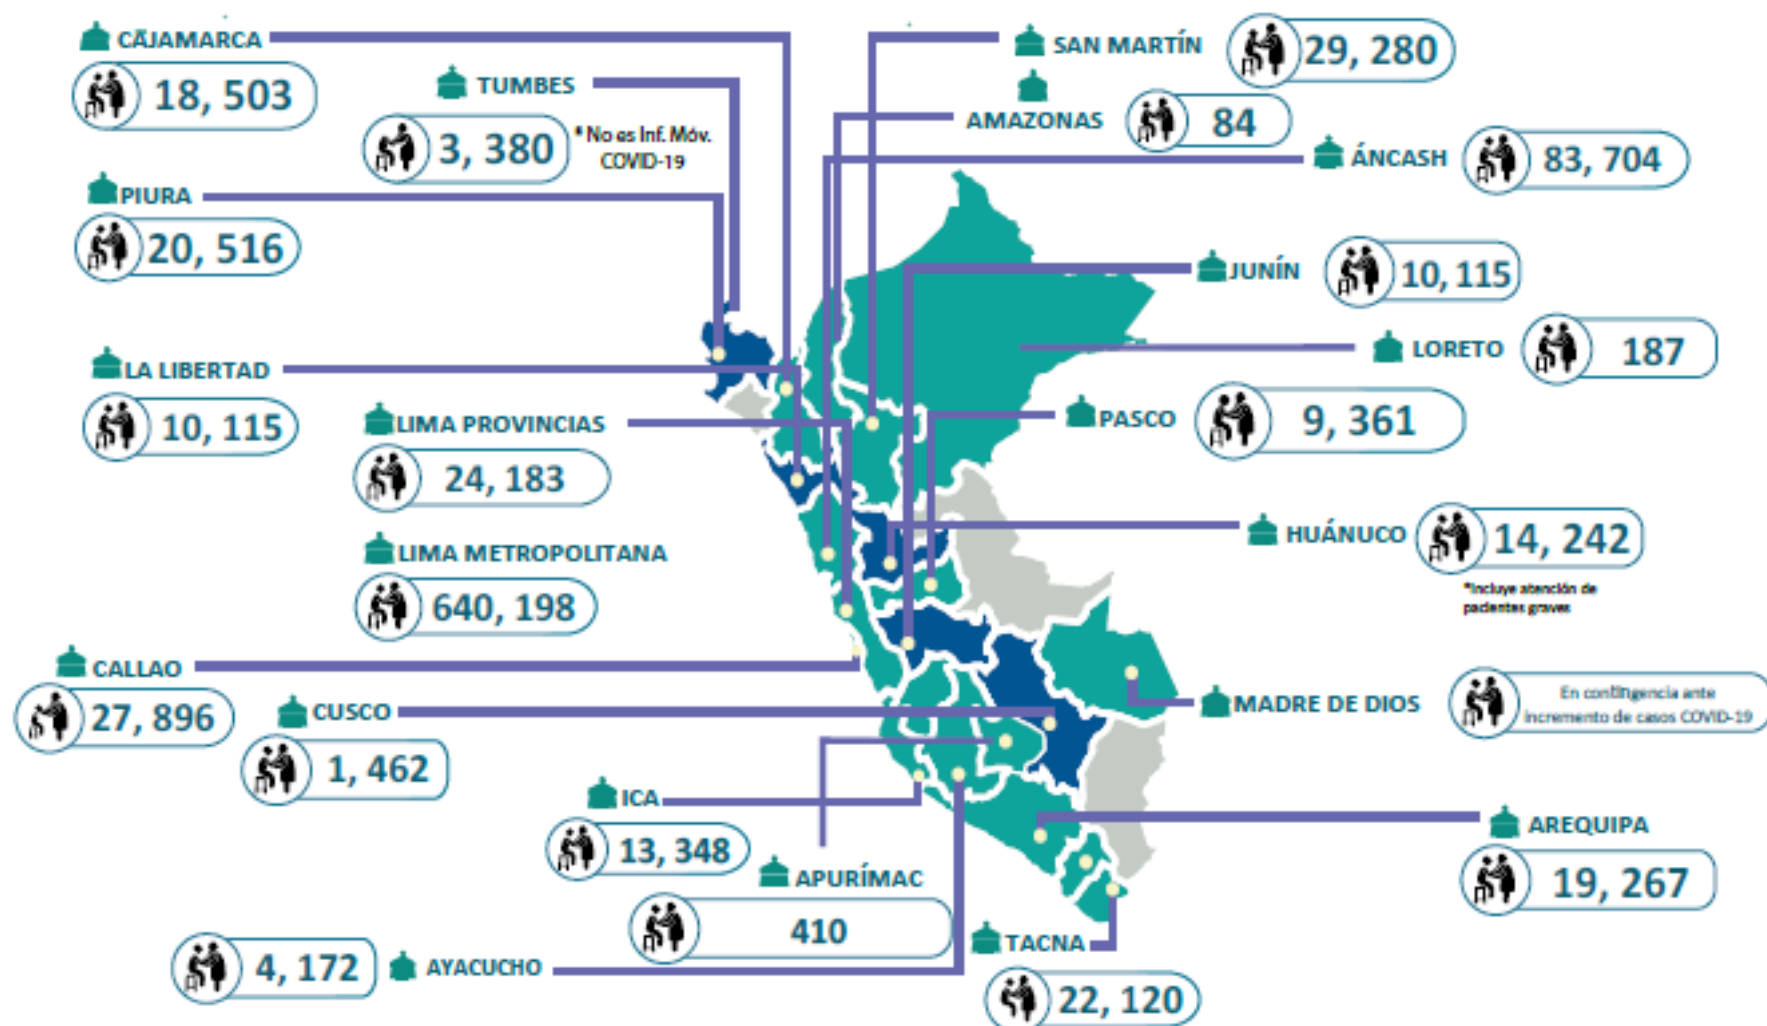 CAJAMARCA
18, 503
TUMBES
3, 380
* No es Inf. Móv.
COVID-19
PIURA
20, 516
LA LIBERTAD
10, 115
LIMA PROVINCIAS
24, 183
LIMA METROPOLITANA
640, 198
CALLAO
27, 896
CUSCO
1, 462
ICA
13, 348
APURÍMAC
410
4, 172
AYACUCHO
TACNA
22, 120
SAN MARTÍN
29, 280
AMAZONAS
84
ÁNCASH
83, 704
JUNÍN
10, 115
LORETO
187
PASCO
9, 361
HUÁNUCO
14, 242
*Incluye atención de
pacientes graves
MADRE DE DIOS
En contingencia ante
incremento de casos COVID-19
AREQUIPA
19, 267